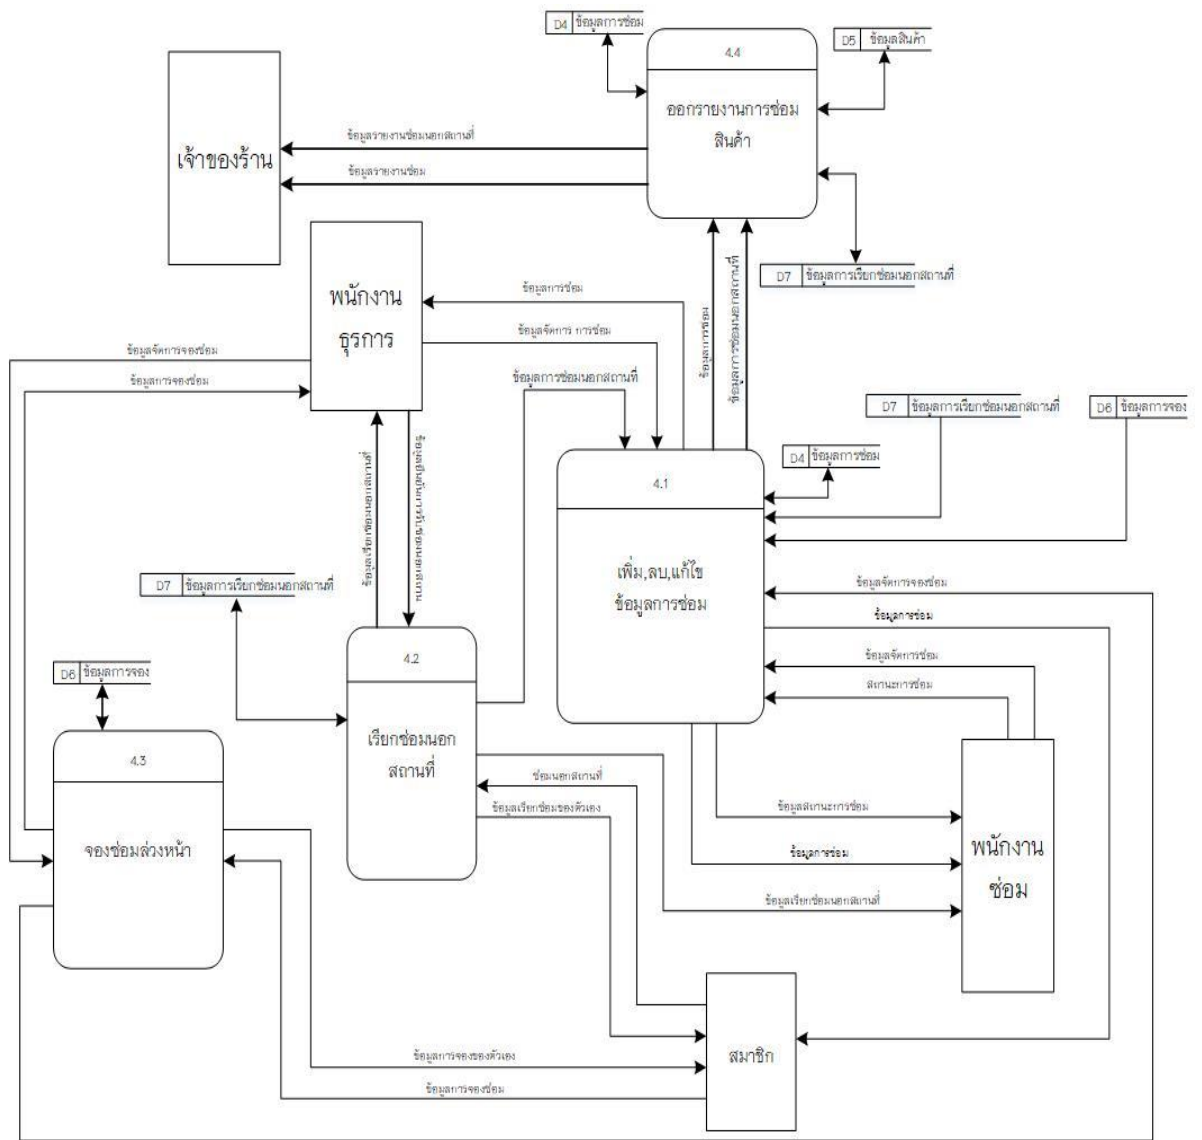 D4 ข้อมูลการซ่อม
D5 ข้อมูลสินค้า
4.4
ออกรายงานการซ่อม
สินค้า
เจ้าของร้าน
ข้อมูลรายงานซ่อมนอกสถานที่
ข้อมูลรายงานซ่อม
D7 ข้อมูลการเรียกซ่อมนอกสถานที่
ข้อมูลการซ่อม
ข้อมูลการซ่อมนอกสถานที่
พนักงาน
ธุรการ
ข้อมูลการซ่อม
ข้อมูลจัดการ การซ่อม
ข้อมูลจัดการจองซ่อม
ข้อมูลการจองซ่อม
ข้อมูลการซ่อมนอกสถานที่
D7 ข้อมูลการเรียกซ่อมนอกสถานที่
D6 ข้อมูลการจอง
D4 ข้อมูลการซ่อม
4.1
เพิ่ม,ลบ,แก้ไข
ข้อมูลการซ่อม
ข้อมูลเรียกซ่อมนอกสถานที่
D7 ข้อมูลการเรียกซ่อมนอกสถานที่
4.2
เรียกซ่อมนอก
สถานที่
D6 ข้อมูลการจอง
4.3
จองซ่อมล่วงหน้า
ข้อมูลจัดการจองซ่อม
ข้อมูลการซ่อม
ข้อมูลจัดการซ่อม
สถานะการซ่อม
พนักงาน
ซ่อม
ซ่อมนอกสถานที่
ข้อมูลเรียกซ่อมของตัวเอง
ข้อมูลสถานะการซ่อม
ข้อมูลการซ่อม
ข้อมูลเรียกซ่อมนอกสถานที่
สมาชิก
ข้อมูลการจองของตัวเอง
ข้อมูลการจองซ่อม